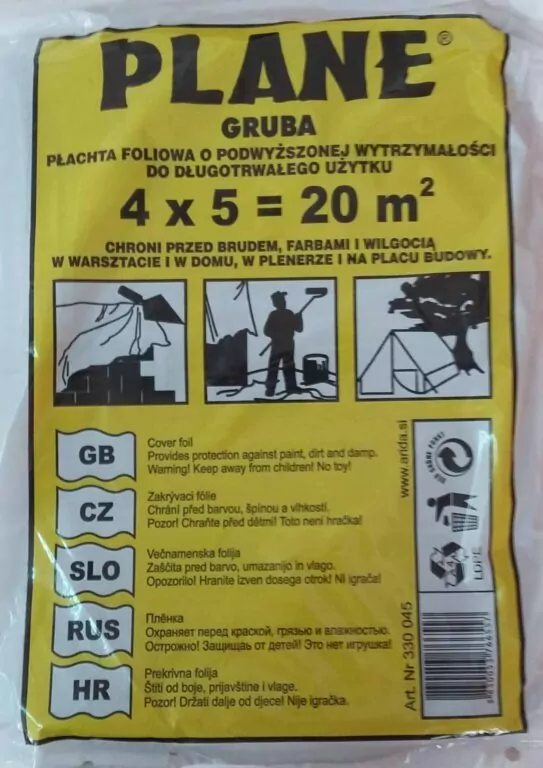 PLANE®
GRUBA
PŁACHTA FOLIOWA O PODWYŻSZONEJ WYTRZYMAŁOŚCI
DO DŁUGOTRWAŁEGO UŻYTKU
4 x 5 = 20 m²
CHRONI PRZED BRUDEM, FARBAMI I WILGOCIĄ
W WARSZTACIE I W DOMU, W PLENERZE I NA PLACU BUDOWY.
GB
Cover foil
Provides protection against paint, dirt and damp.
Warning! Keep away from children! No toy!
CZ
Zakrývací fólie
Chrání před barvou, špínou a vlhkostí.
Pozor! Chraňte před dětmi! Toto není hračka!
SLO
Večnamenska folija
Zaščita pred barvo, umazanijo in vlago.
Opozorilo! Hranite izven dosega otrok! NI igrača!
RUS
Плёнка
Охраняет перед краской, грязью и влажностью.
Осторожно! Защищаь от детей! Это нет игрушка!
HR
Prekrivna folija
Štiti od boje, prijavštine i vlage.
Pozor! Držati dalje od djece! Nije igračka.
www.arida.si
DER GRÜNE PUNKT
LDPE
Art. Nr 330 045